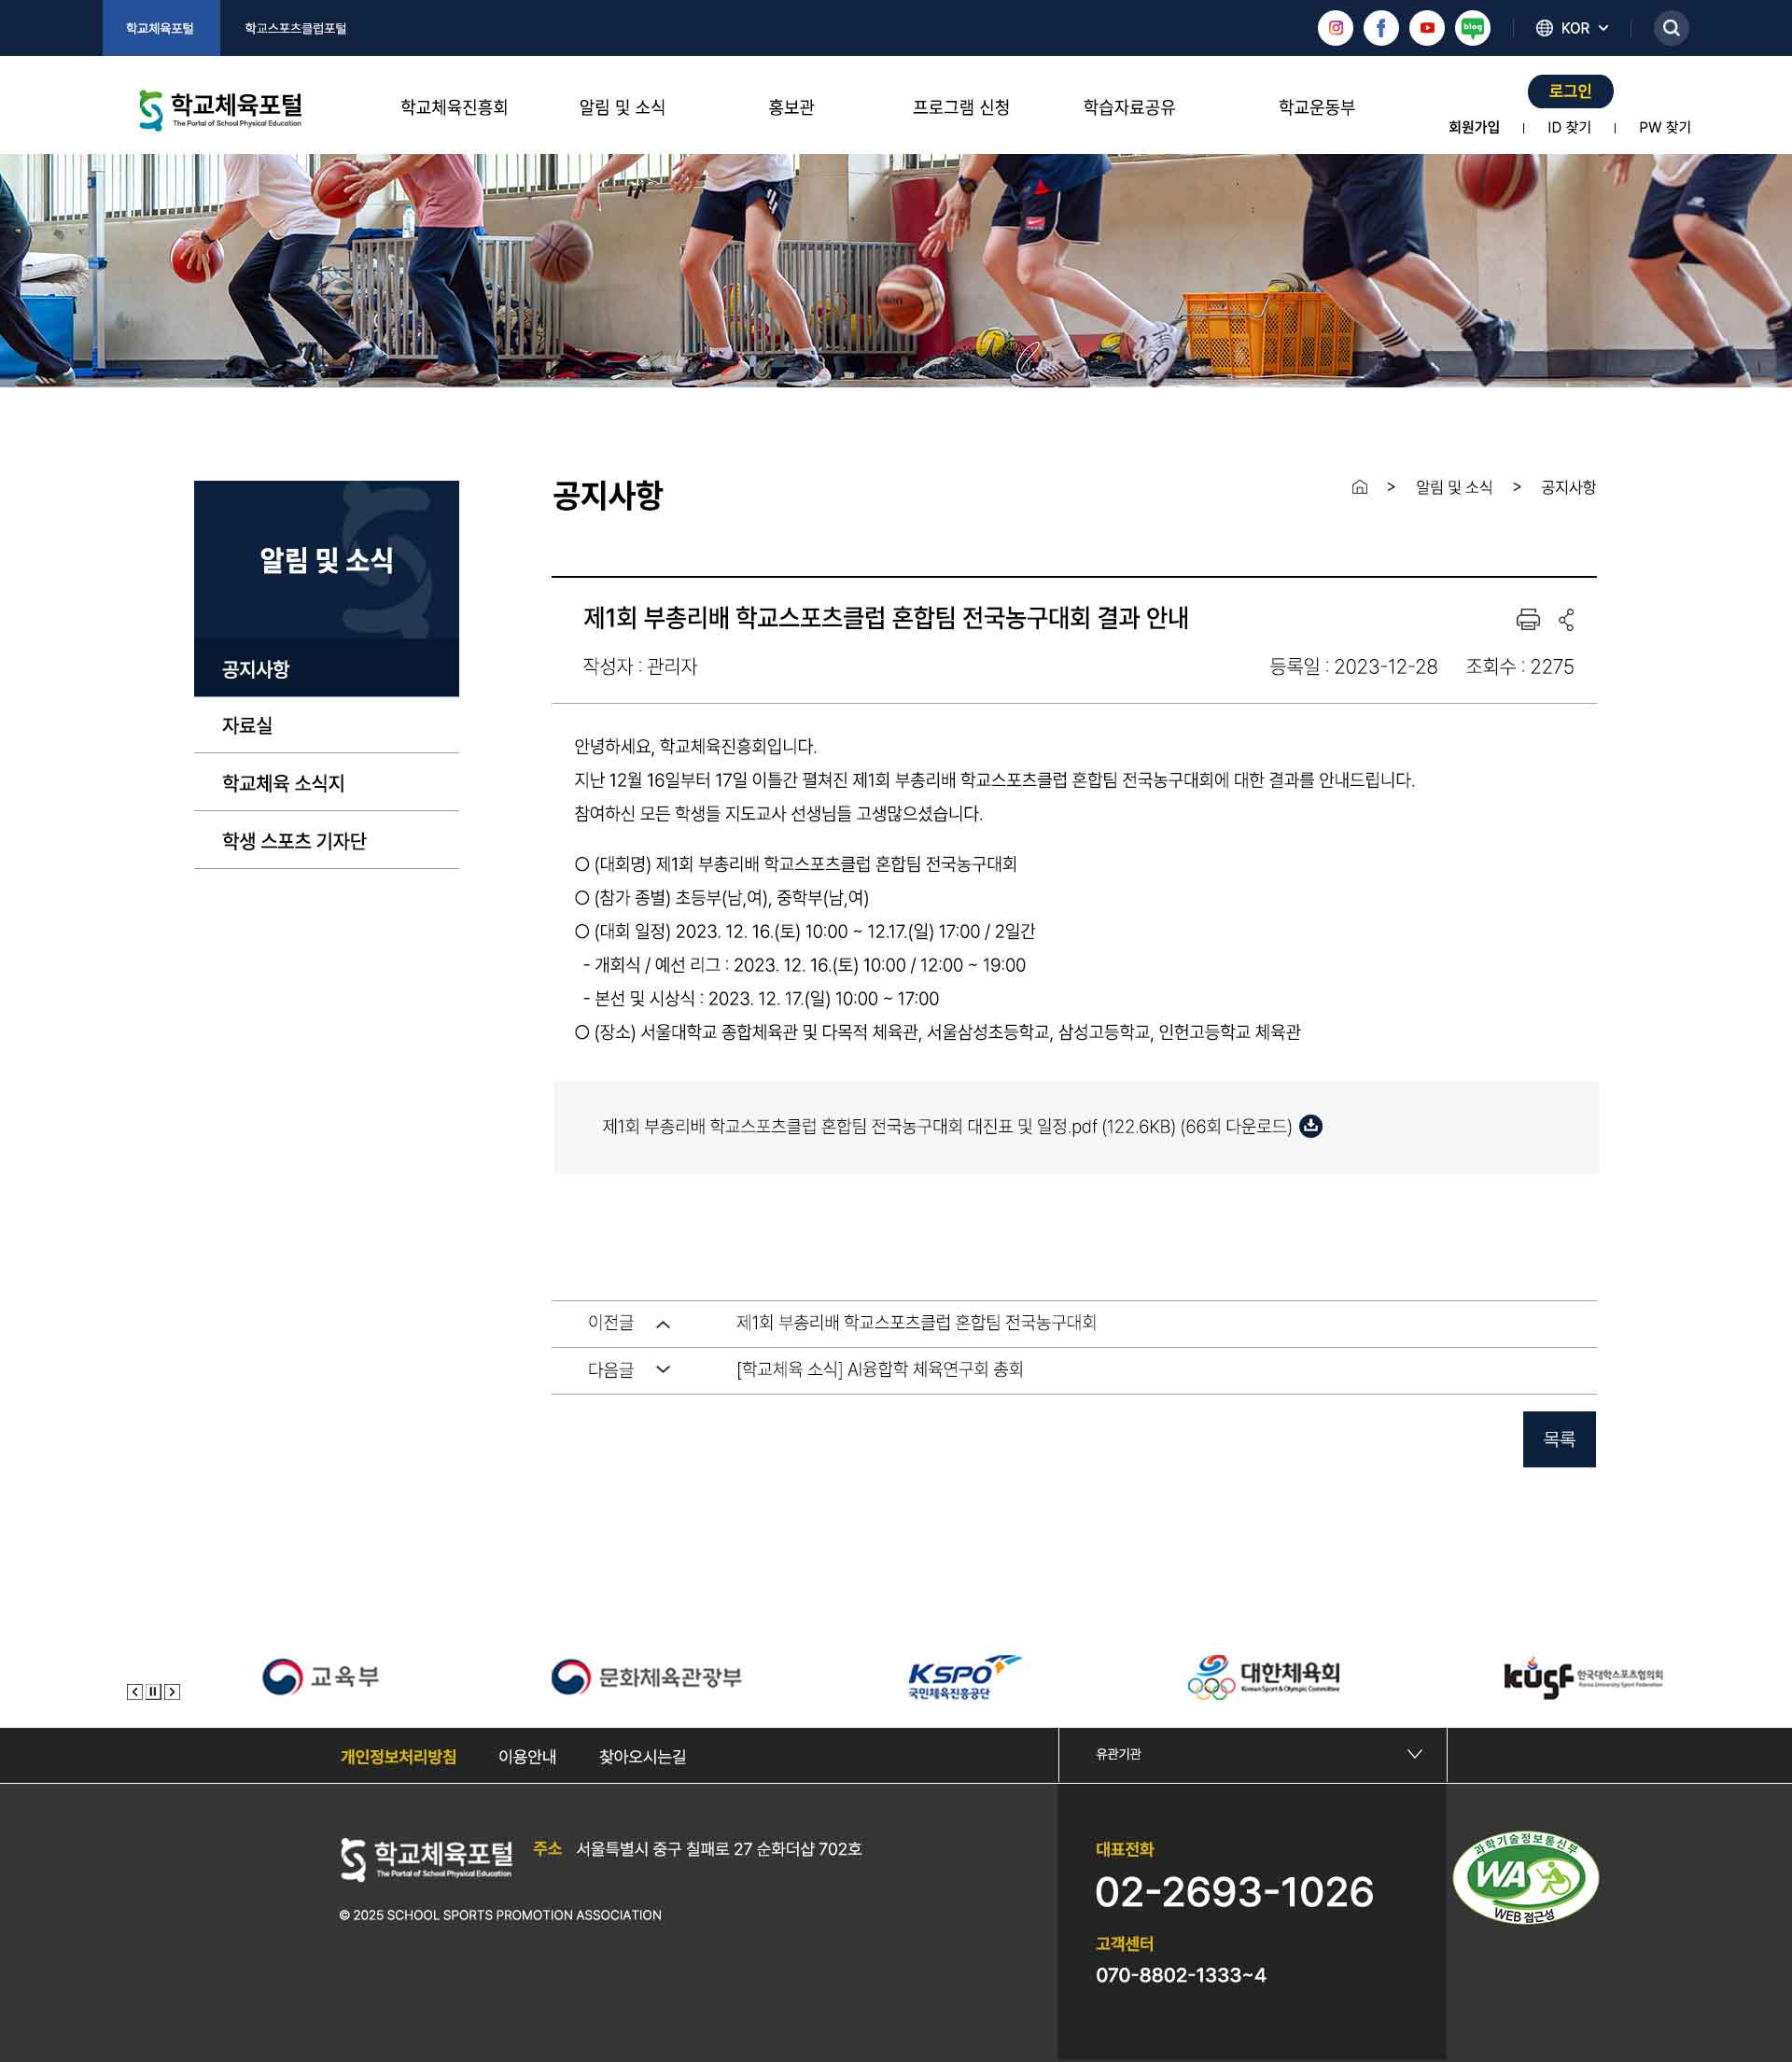 학교체육포털
학교스포츠클럽포털
blog
KOR
학교체육포털
The Portal of School Physical Education
학교체육진흥회
알림 및 소식
홍보관
프로그램 신청
학습자료공유
학교운동부
로그인
회원가입
ID 찾기
PW 찾기
알림 및 소식
공지사항
자료실
학교체육 소식지
학생 스포츠 기자단
공지사항
> 알림 및 소식 > 공지사항
제1회 부총리배 학교스포츠클럽 혼합팀 전국농구대회 결과 안내
작성자 : 관리자
등록일 : 2023-12-28 조회수 : 2275
안녕하세요, 학교체육진흥회입니다.
지난 12월 16일부터 17일 이틀간 펼쳐진 제1회 부총리배 학교스포츠클럽 혼합팀 전국농구대회에 대한 결과를 안내드립니다.
참여하신 모든 학생들 지도교사 선생님들 고생많으셨습니다.
○ (대회명) 제1회 부총리배 학교스포츠클럽 혼합팀 전국농구대회
○ (참가 종별) 초등부(남,여), 중학부(남,여)
○ (대회 일정) 2023. 12. 16.(토) 10:00 ~ 12.17.(일) 17:00 / 2일간
- 개회식 / 예선 리그 : 2023. 12. 16.(토) 10:00 / 12:00 ~ 19:00
- 본선 및 시상식 : 2023. 12. 17.(일) 10:00 ~ 17:00
○ (장소) 서울대학교 종합체육관 및 다목적 체육관, 서울삼성초등학교, 삼성고등학교, 인헌고등학교 체육관
제1회 부총리배 학교스포츠클럽 혼합팀 전국농구대회 대진표 및 일정.pdf (122.6KB) (66회 다운로드)
이전글
제1회 부총리배 학교스포츠클럽 혼합팀 전국농구대회
다음글
[학교체육 소식] AI융합학 체육연구회 총회
목록
교육부
문화체육관광부
KSPO
국민체육진흥공단
대한체육회
Korean Sport & Olympic Committee
kusf
한국대학스포츠협의회
Korea University Sport Federation
개인정보처리방침
이용안내
찾아오시는길
유관기관
학교체육포털
The Portal of School Physical Education
주소 서울특별시 중구 칠패로 27 순화더샵 702호
© 2025 SCHOOL SPORTS PROMOTION ASSOCIATION
대표전화
02-2693-1026
고객센터
070-8802-1333~4
과학기술정보통신부
WA
WEB 접근성